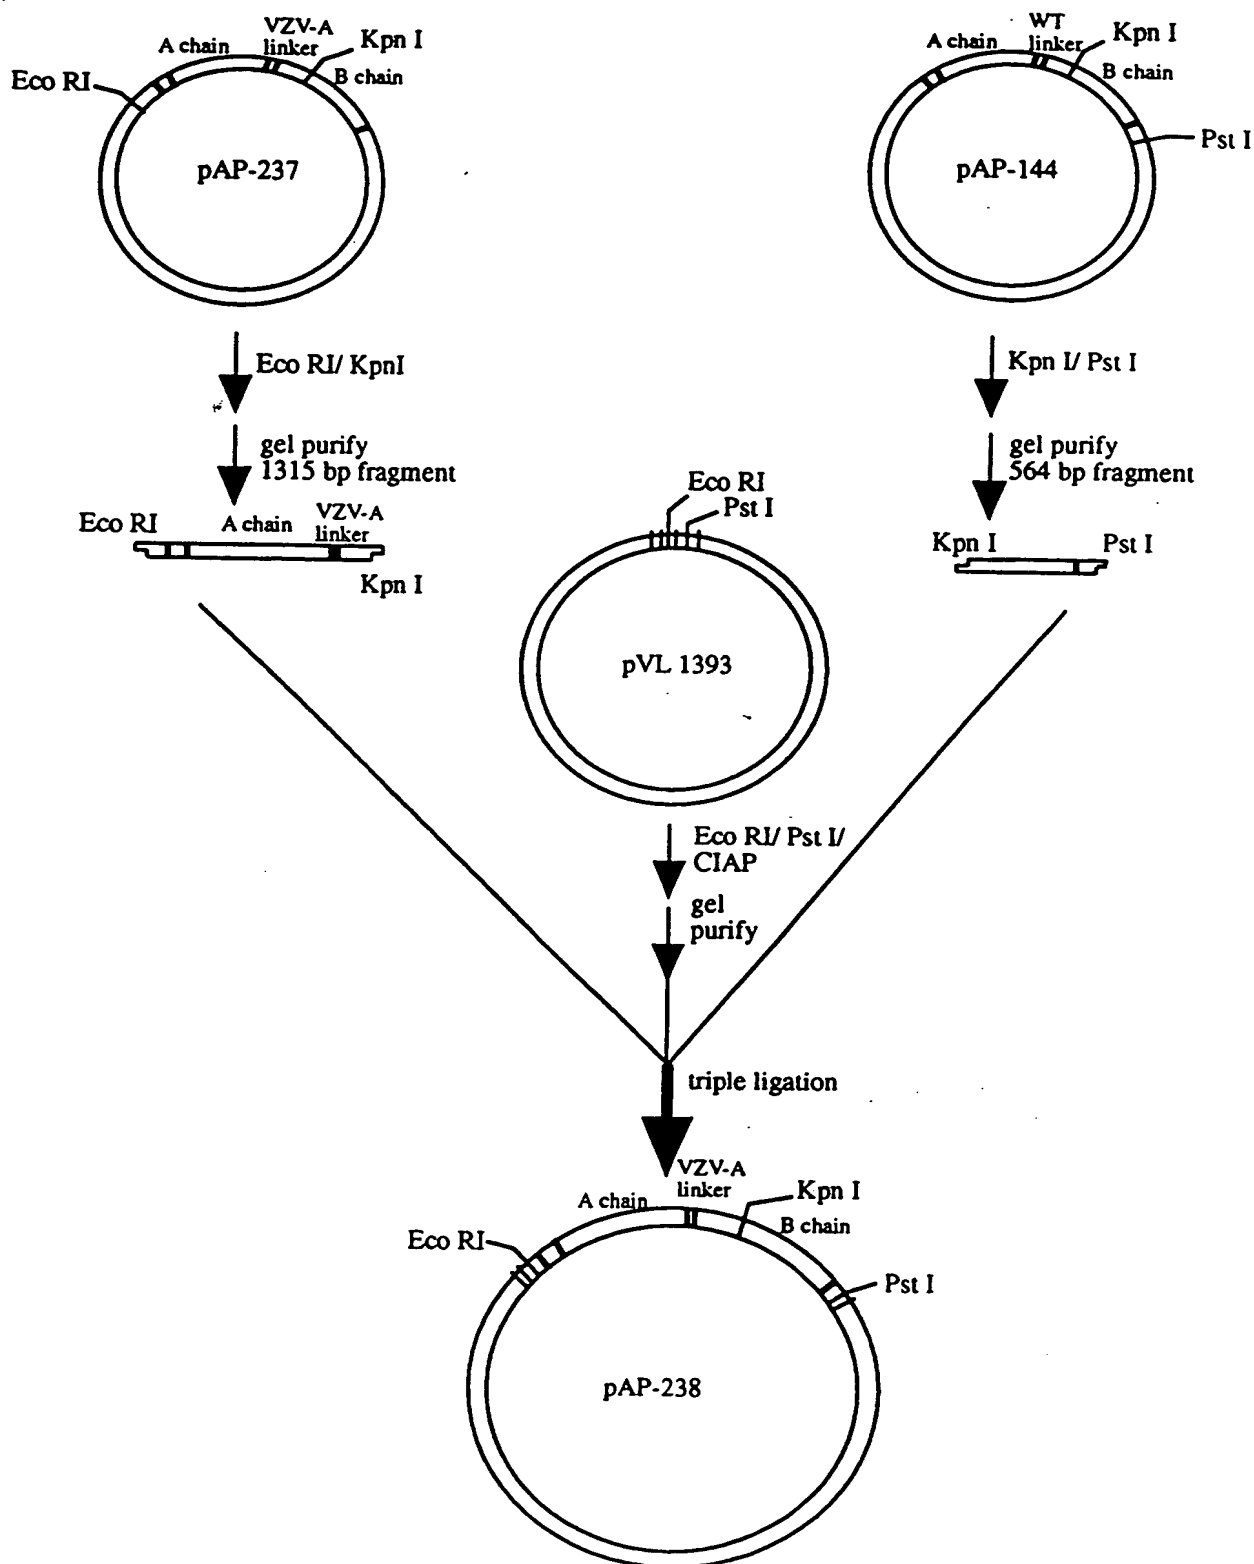 A chain
VZV-A
linker
Kpn I
B chain
Eco RI
pAP-237
A chain
WT
linker
Kpn I
B chain
Pst I
pAP-144
Eco RI/ KpnI
gel purify
1315 bp fragment
Kpn I/ Pst I
gel purify
564 bp fragment
Eco RI
A chain
VZV-A
linker
Kpn I
Eco RI
Pst I
pVL 1393
Kpn I
Pst I
Eco RI/ Pst I/
CIAP
gel
purify
triple ligation
A chain
VZV-A
linker
Kpn I
B chain
Eco RI
Pst I
pAP-238